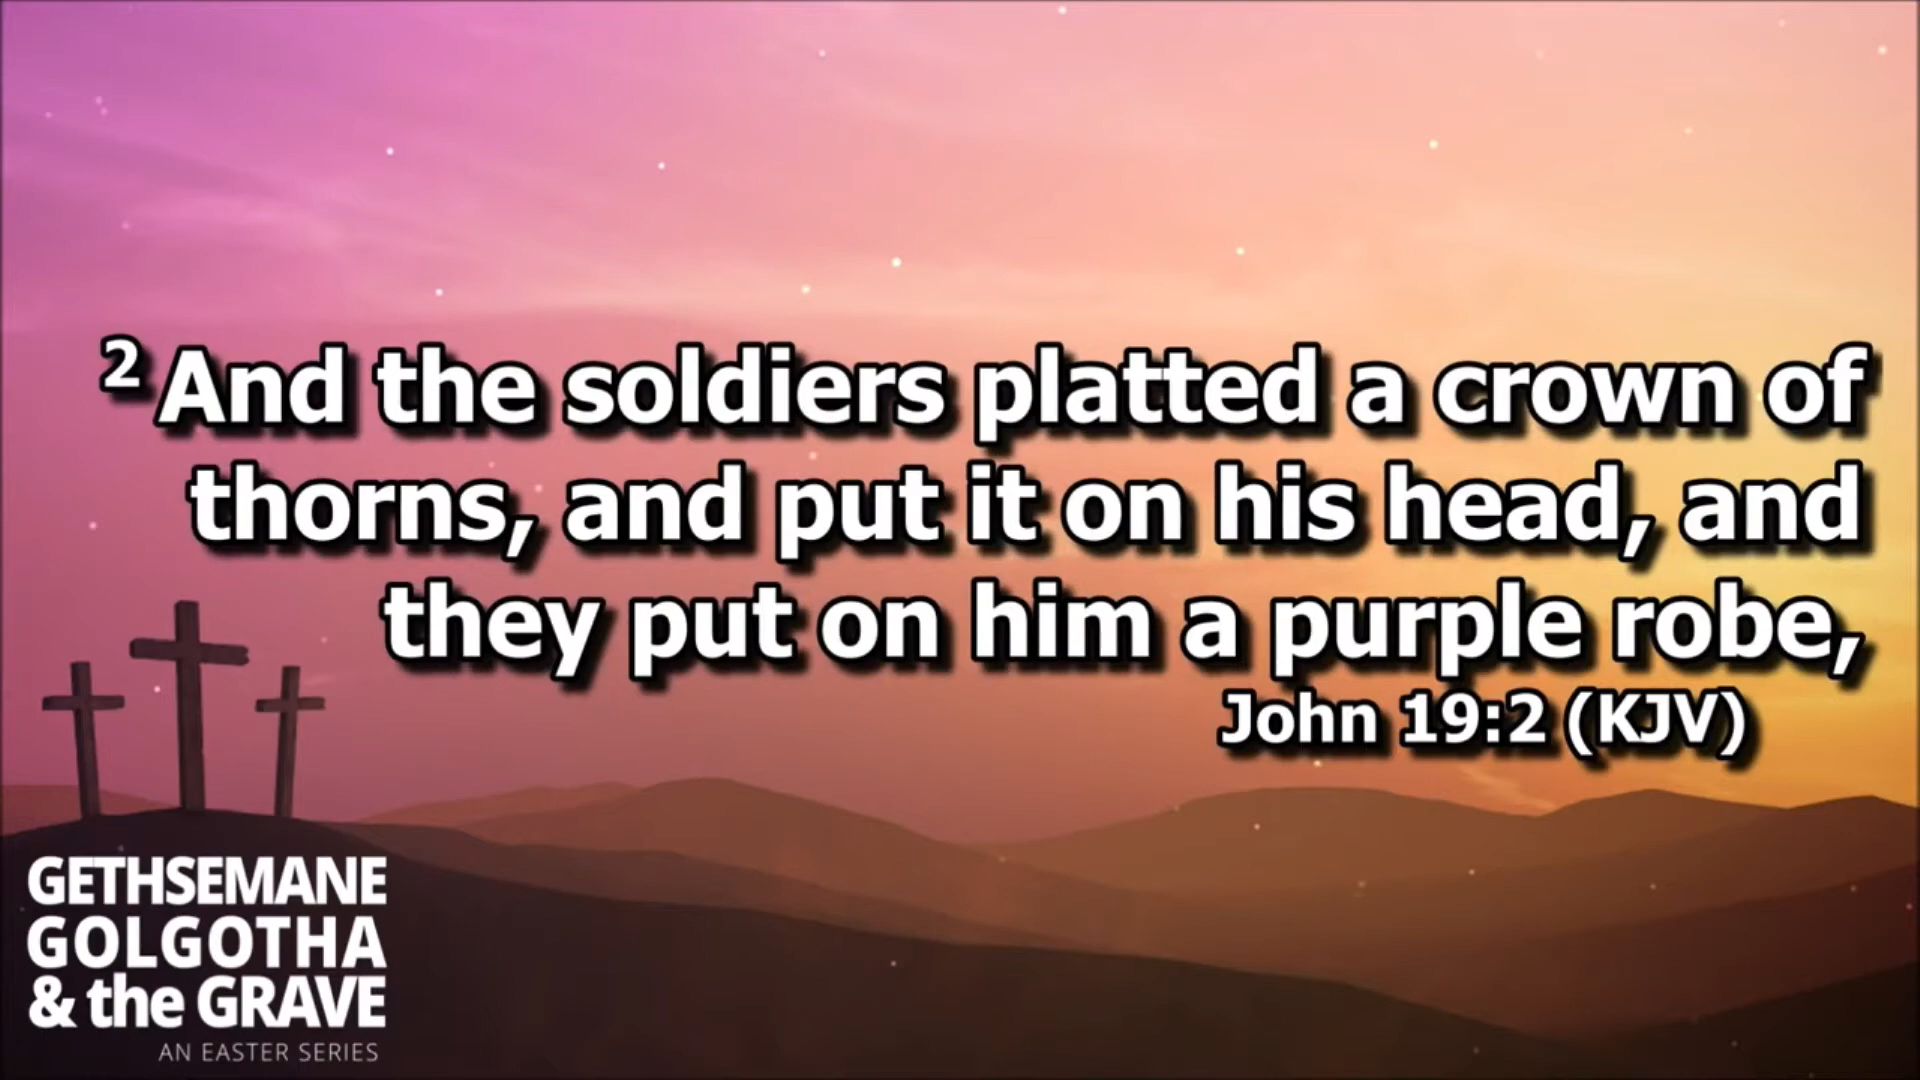 2 And the soldiers platted a crown of
thorns, and put it on his head, and
they put on him a purple robe,
John 19:2 (KJV)
GETHSEMANE
GOLGOTHA
& the GRAVE
AN EASTER SERIES